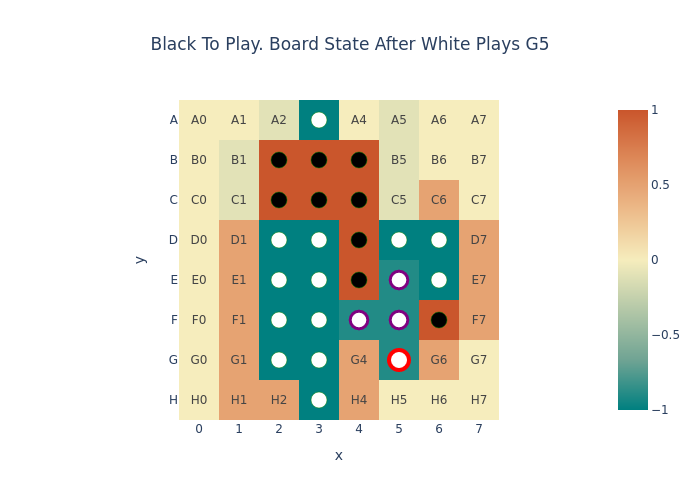 Black To Play. Board State After White Plays G5
A A0 A1 A2 A4 A5 A6 A7
B B0 B1 B5 B6 B7
C C0 C1 C5 C6 C7
D D0 D1 D7
E E0 E1 E7
F F0 F1 F7
G G0 G1 G4 G6 G7
H H0 H1 H2 H4 H5 H6 H7
0 1 2 3 4 5 6 7
x
y
1
0.5
0
−0.5
−1